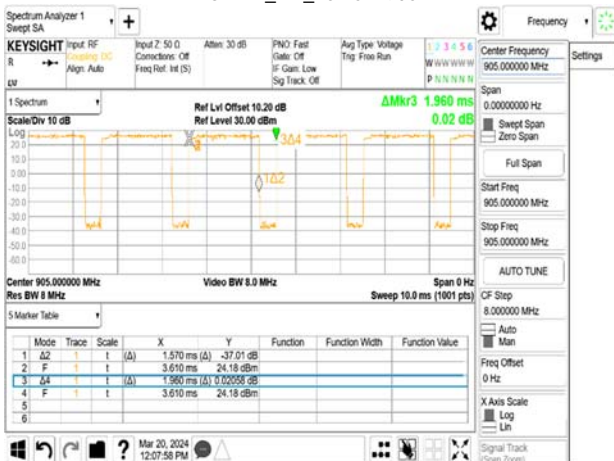 Spectrum Analyzer 1
Swept SA
Frequency
KEYSIGHT
R
Input: RF
Coupling: DC
Align: Auto
Input Z: 50 Ω
Corrections: Off
Freq Ref: Int (S)
Atten: 30 dB
PNO: Fast
Gate: Off
IF Gain: Low
Sig Track: Off
Avg Type: Voltage
Trig: Free Run
1 2 3 4 5 6
W W W W W W
P N N N N N
1 Spectrum
Scale/Div 10 dB
Ref Lvl Offset 10.20 dB
Ref Level 30.00 dBm
ΔMkr3 1.960 ms
0.02 dB
Log
20.0
10.0
0.00
-10.0
-20.0
-30.0
-40.0
-50.0
-60.0
3Δ4
1Δ2
Center 905.000000 MHz
Res BW 8 MHz
Video BW 8.0 MHz
Span 0 Hz
Sweep 10.0 ms (1001 pts)
5 Marker Table
Mode Trace Scale X Y Function Function Width Function Value
1 Δ2 1 t (Δ) 1.570 ms (Δ) -37.01 dB
2 F 1 t 3.610 ms 24.18 dBm
3 Δ4 1 t (Δ) 1.960 ms (Δ) 0.02058 dB
4 F 1 t 3.610 ms 24.18 dBm
5
6
Mar 20, 2024
12:07:58 PM
Center Frequency
905.000000 MHz
Settings
Span
0.00000000 Hz
Swept Span
Zero Span
Full Span
Start Freq
905.000000 MHz
Stop Freq
905.000000 MHz
AUTO TUNE
CF Step
8.000000 MHz
Auto
Man
Freq Offset
0 Hz
X Axis Scale
Log
Lin
Signal Track
(Span Zoom)